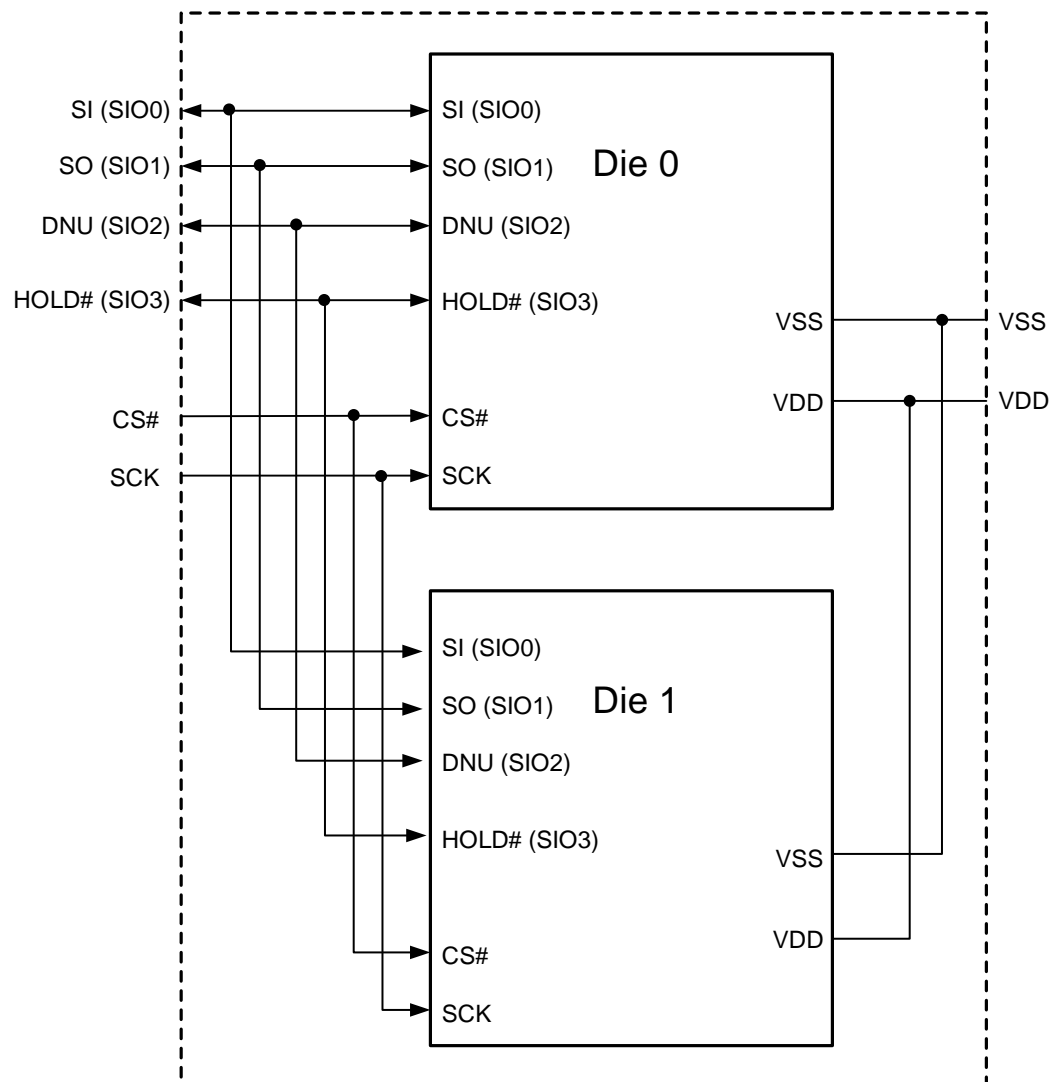 SI (SIO0)
SO (SIO1)
DNU (SIO2)
HOLD# (SIO3)
CS#
SCK
SI (SIO0)
SO (SIO1)
Die 0
DNU (SIO2)
HOLD# (SIO3)
CS#
SCK
VSS
VDD
VSS
VDD
SI (SIO0)
SO (SIO1)
Die 1
DNU (SIO2)
HOLD# (SIO3)
CS#
SCK
VSS
VDD